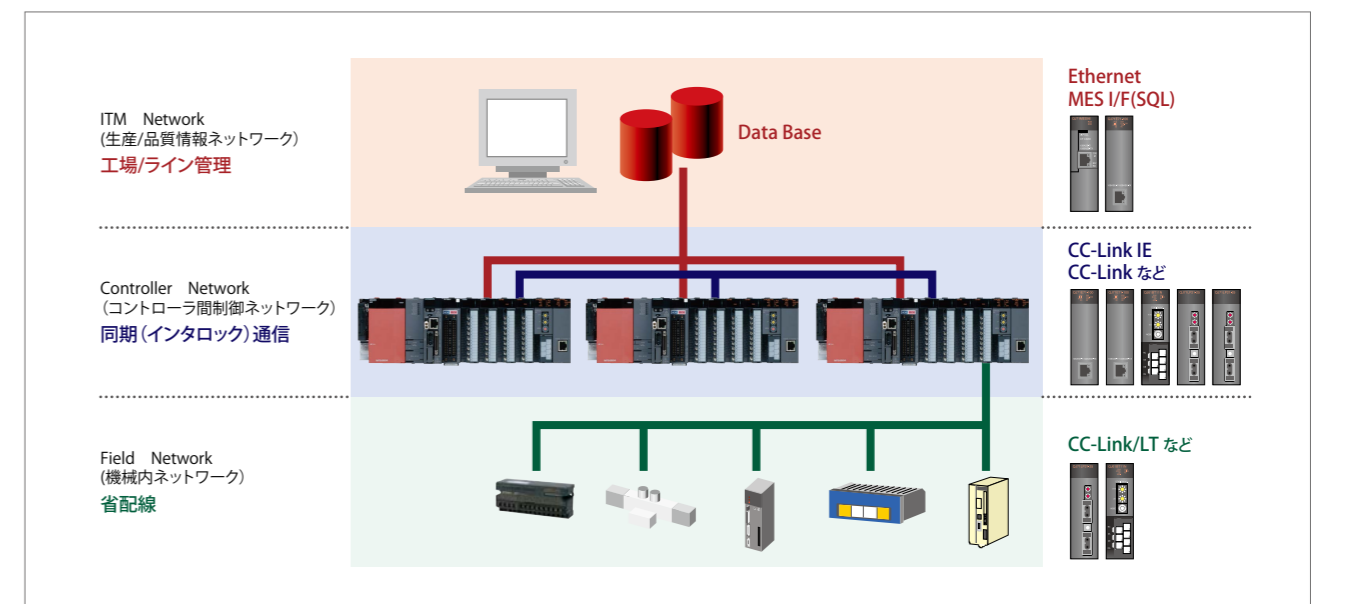 ITM Network
(生産/品質情報ネットワーク)
工場/ライン管理
Data Base
Ethernet
MES I/F(SQL)
Controller Network
(コントローラ間制御ネットワーク)
同期(インタロック)通信
CC-Link IE
CC-Link など
Field Network
(機械内ネットワーク)
省配線
CC-Link/LT など